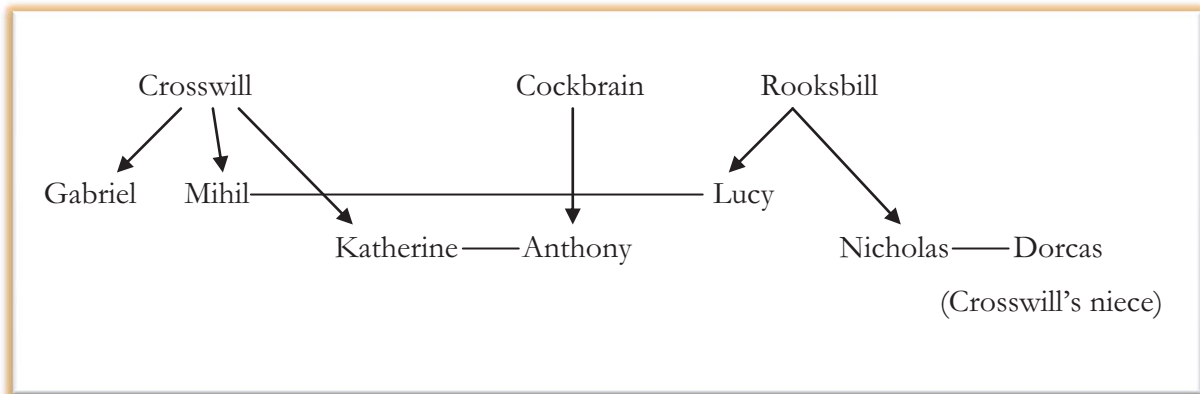 Crosswill Cockbrain Rooksbill
Gabriel Mihil Lucy
Katherine Anthony Nicholas Dorcas
(Crosswill’s niece)